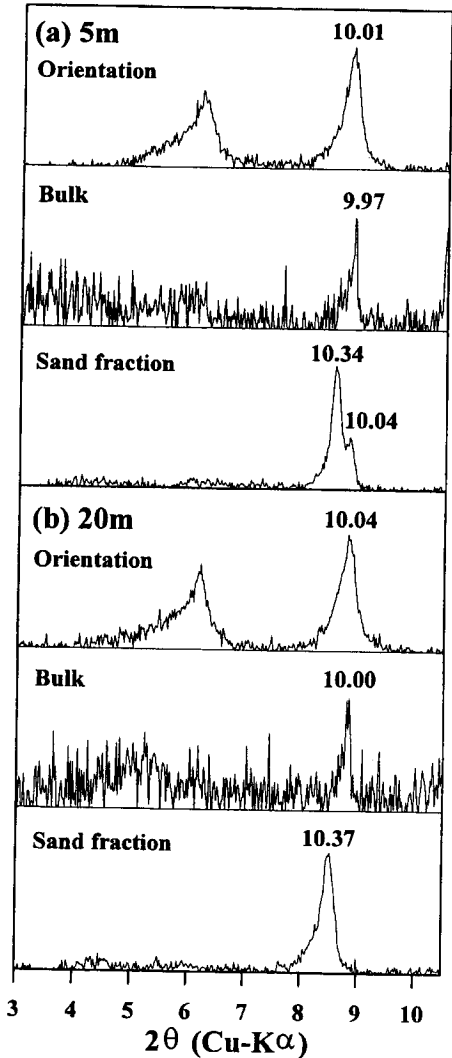 (a) 5m
10.01
Orientation
Bulk
9.97
Sand fraction
10.34
10.04
(b) 20m
10.04
Orientation
Bulk
10.00
Sand fraction
10.37
3 4 5 6 7 8 9 10
2θ (Cu-Kα)